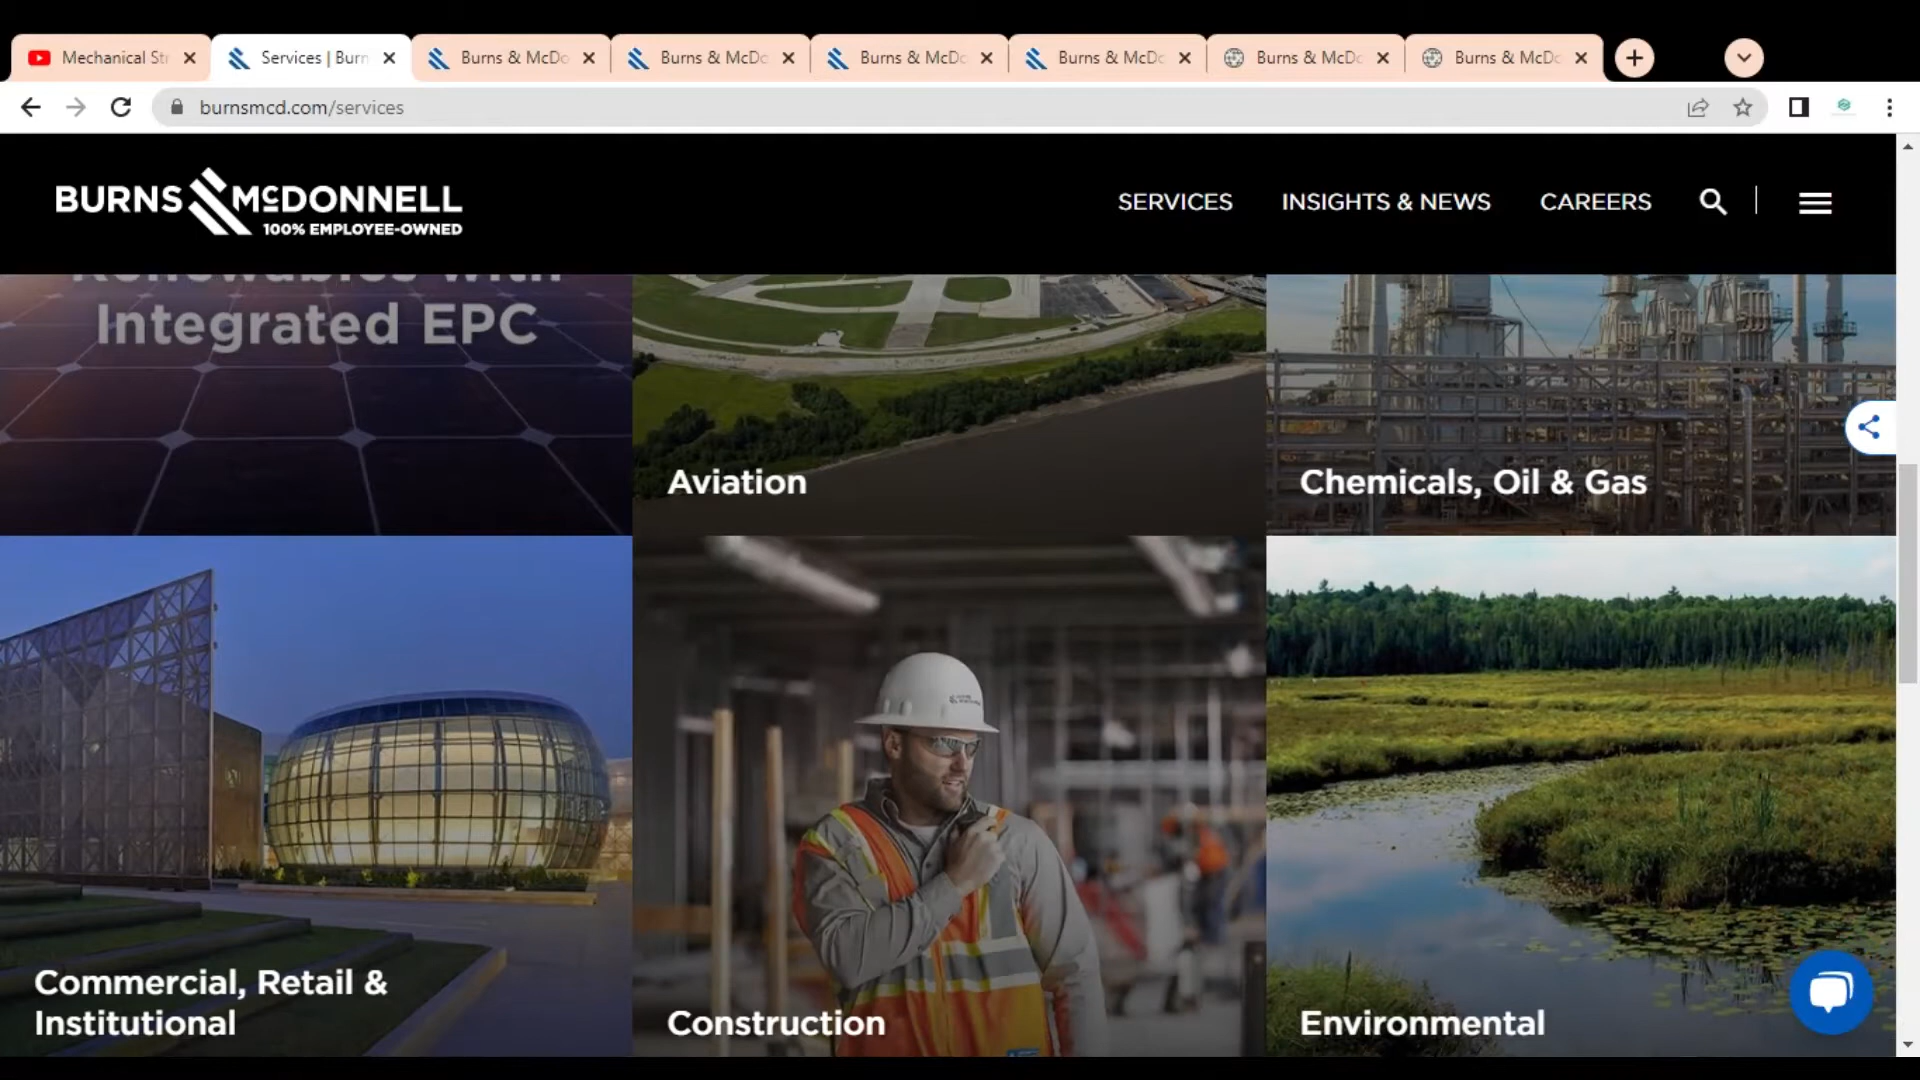 Mechanical Str
Services | Burn
Burns & McDo
Burns & McDo
Burns & McDo
Burns & McDo
Burns & McDo
Burns & McDo
burnsmcd.com/services
BURNS McDONNELL
100% EMPLOYEE-OWNED
SERVICES
INSIGHTS & NEWS
CAREERS
Renewables with
Integrated EPC
Aviation
Chemicals, Oil & Gas
Commercial, Retail &
Institutional
Construction
Environmental